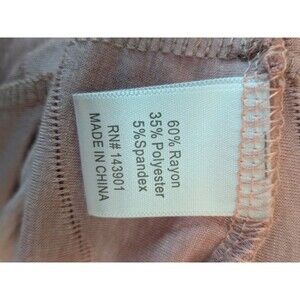 60% Rayon
35% Polyester
5%Spandex
RN# 143901
MADE IN CHINA